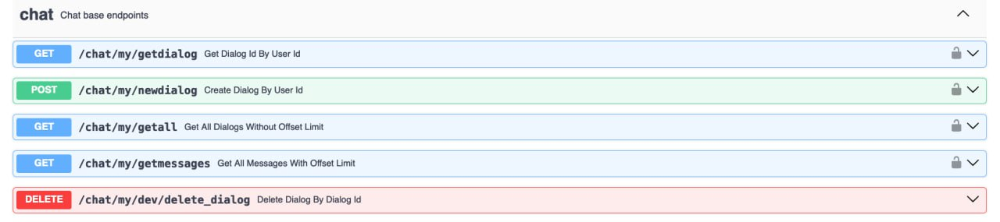 chat Chat base endpoints
GET /chat/my/getdialog Get Dialog Id By User Id
POST /chat/my/newdialog Create Dialog By User Id
GET /chat/my/getall Get All Dialogs Without Offset Limit
GET /chat/my/getmessages Get All Messages With Offset Limit
DELETE /chat/my/dev/delete_dialog Delete Dialog By Dialog Id